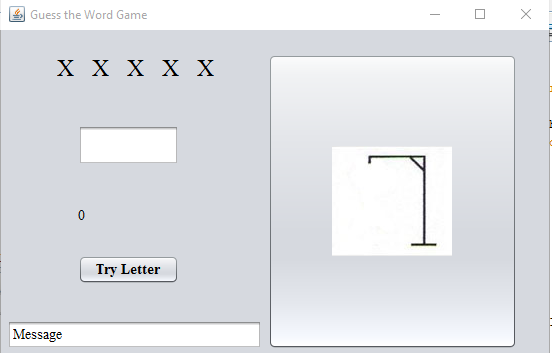 Guess the Word Game
X X X X X
0
Try Letter
Message